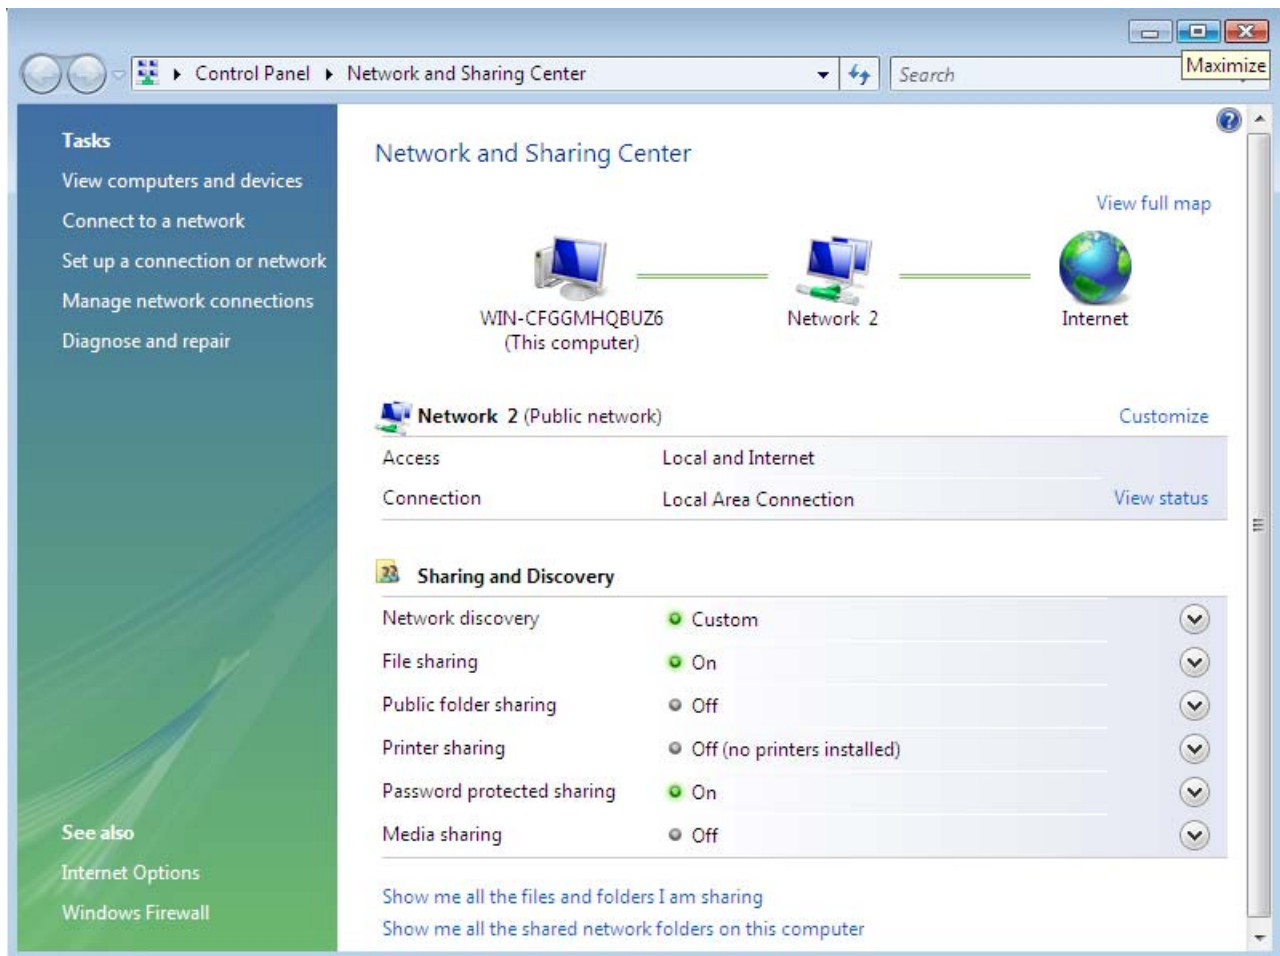 Control Panel
Network and Sharing Center
Search
Maximize
Tasks
View computers and devices
Connect to a network
Set up a connection or network
Manage network connections
Diagnose and repair
See also
Internet Options
Windows Firewall
Network and Sharing Center
View full map
WIN-CFGGMHQBUZ6
(This computer)
Network 2
Internet
Network 2 (Public network)
Customize
Access Local and Internet
Connection Local Area Connection View status
Sharing and Discovery
Network discovery Custom
File sharing On
Public folder sharing Off
Printer sharing Off (no printers installed)
Password protected sharing On
Media sharing Off
Show me all the files and folders I am sharing
Show me all the shared network folders on this computer